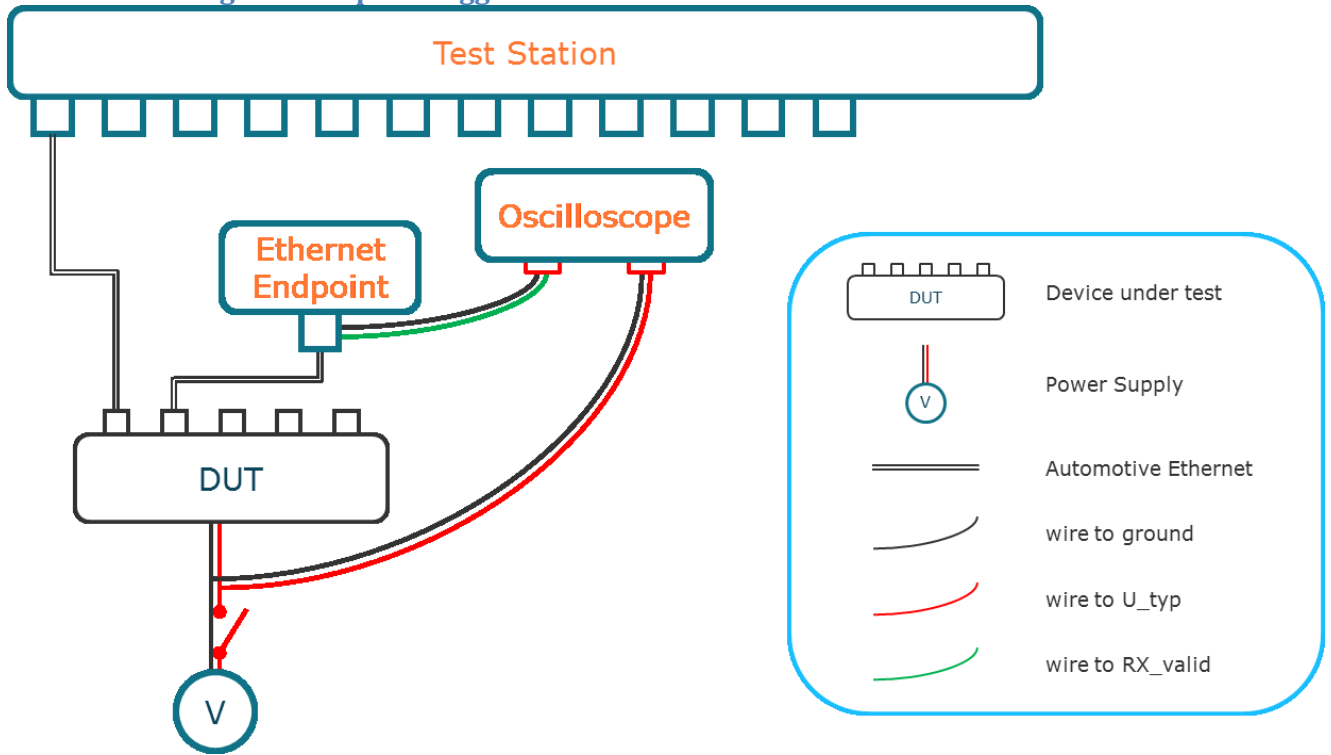 Test Station
Oscilloscope
Ethernet
Endpoint
DUT
V
DUT
Device under test
V
Power Supply
Automotive Ethernet
wire to ground
wire to U_typ
wire to RX_valid